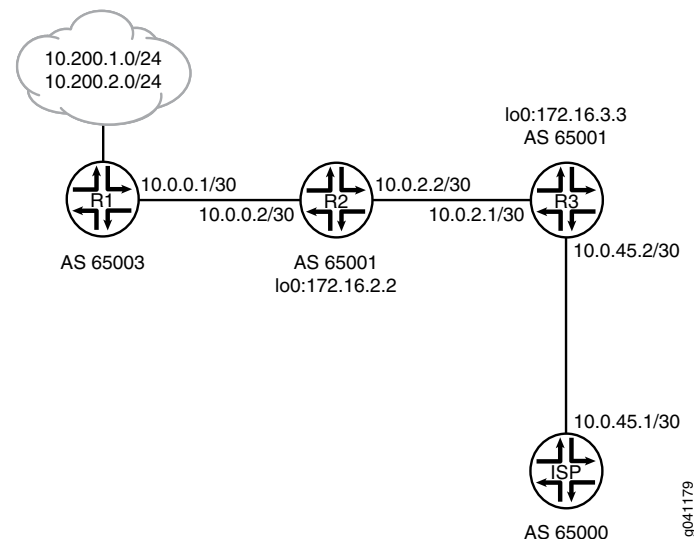 10.200.1.0/24
10.200.2.0/24
lo0:172.16.3.3
AS 65001
10.0.0.1/30
10.0.2.2/30
R1
R2
R3
10.0.0.2/30
10.0.2.1/30
AS 65003
AS 65001
lo0:172.16.2.2
10.0.45.2/30
10.0.45.1/30
ISP
AS 65000
g041179